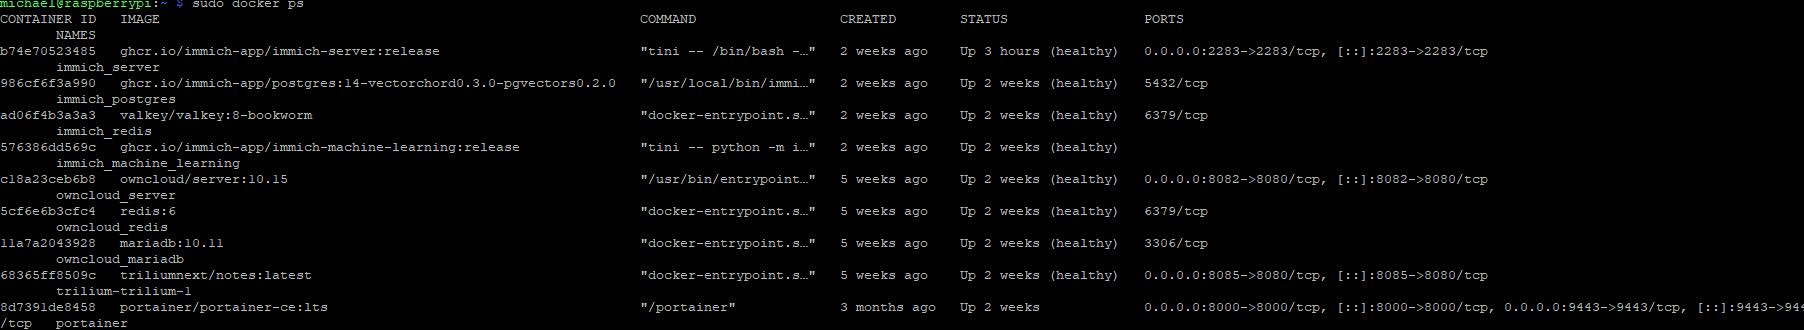 michael@raspberrypi:~ $ sudo docker ps
CONTAINER ID   IMAGE                                                            COMMAND                  CREATED        STATUS                  PORTS
       NAMES
b74e70523485   ghcr.io/immich-app/immich-server:release                         "tini -- /bin/bash -…"   2 weeks ago    Up 3 hours (healthy)    0.0.0.0:2283->2283/tcp, [::]:2283->2283/tcp
       immich_server
986cf6f3a990   ghcr.io/immich-app/postgres:14-vectorchord0.3.0-pgvectors0.2.0   "/usr/local/bin/immi…"   2 weeks ago    Up 2 weeks (healthy)    5432/tcp
       immich_postgres
ad06f4b3a3a3   valkey/valkey:8-bookworm                                         "docker-entrypoint.s…"   2 weeks ago    Up 2 weeks (healthy)    6379/tcp
       immich_redis
576386dd569c   ghcr.io/immich-app/immich-machine-learning:release               "tini -- python -m i…"   2 weeks ago    Up 2 weeks (healthy)
       immich_machine_learning
c18a23ceb6b8   owncloud/server:10.15                                            "/usr/bin/entrypoint…"   5 weeks ago    Up 2 weeks (healthy)    0.0.0.0:8082->8080/tcp, [::]:8082->8080/tcp
       owncloud_server
5cf6e6b3cfc4   redis:6                                                          "docker-entrypoint.s…"   5 weeks ago    Up 2 weeks (healthy)    6379/tcp
       owncloud_redis
11a7a2043928   mariadb:10.11                                                    "docker-entrypoint.s…"   5 weeks ago    Up 2 weeks (healthy)    3306/tcp
       owncloud_mariadb
68365ff8509c   triliumnext/notes:latest                                         "docker-entrypoint.s…"   5 weeks ago    Up 2 weeks (healthy)    0.0.0.0:8085->8080/tcp, [::]:8085->8080/tcp
       trilium-trilium-1
8d7391de8458   portainer/portainer-ce:lts                                       "/portainer"             3 months ago   Up 2 weeks              0.0.0.0:8000->8000/tcp, [::]:8000->8000/tcp, 0.0.0.0:9443->9443/tcp, [::]:9443->944
/tcp   portainer